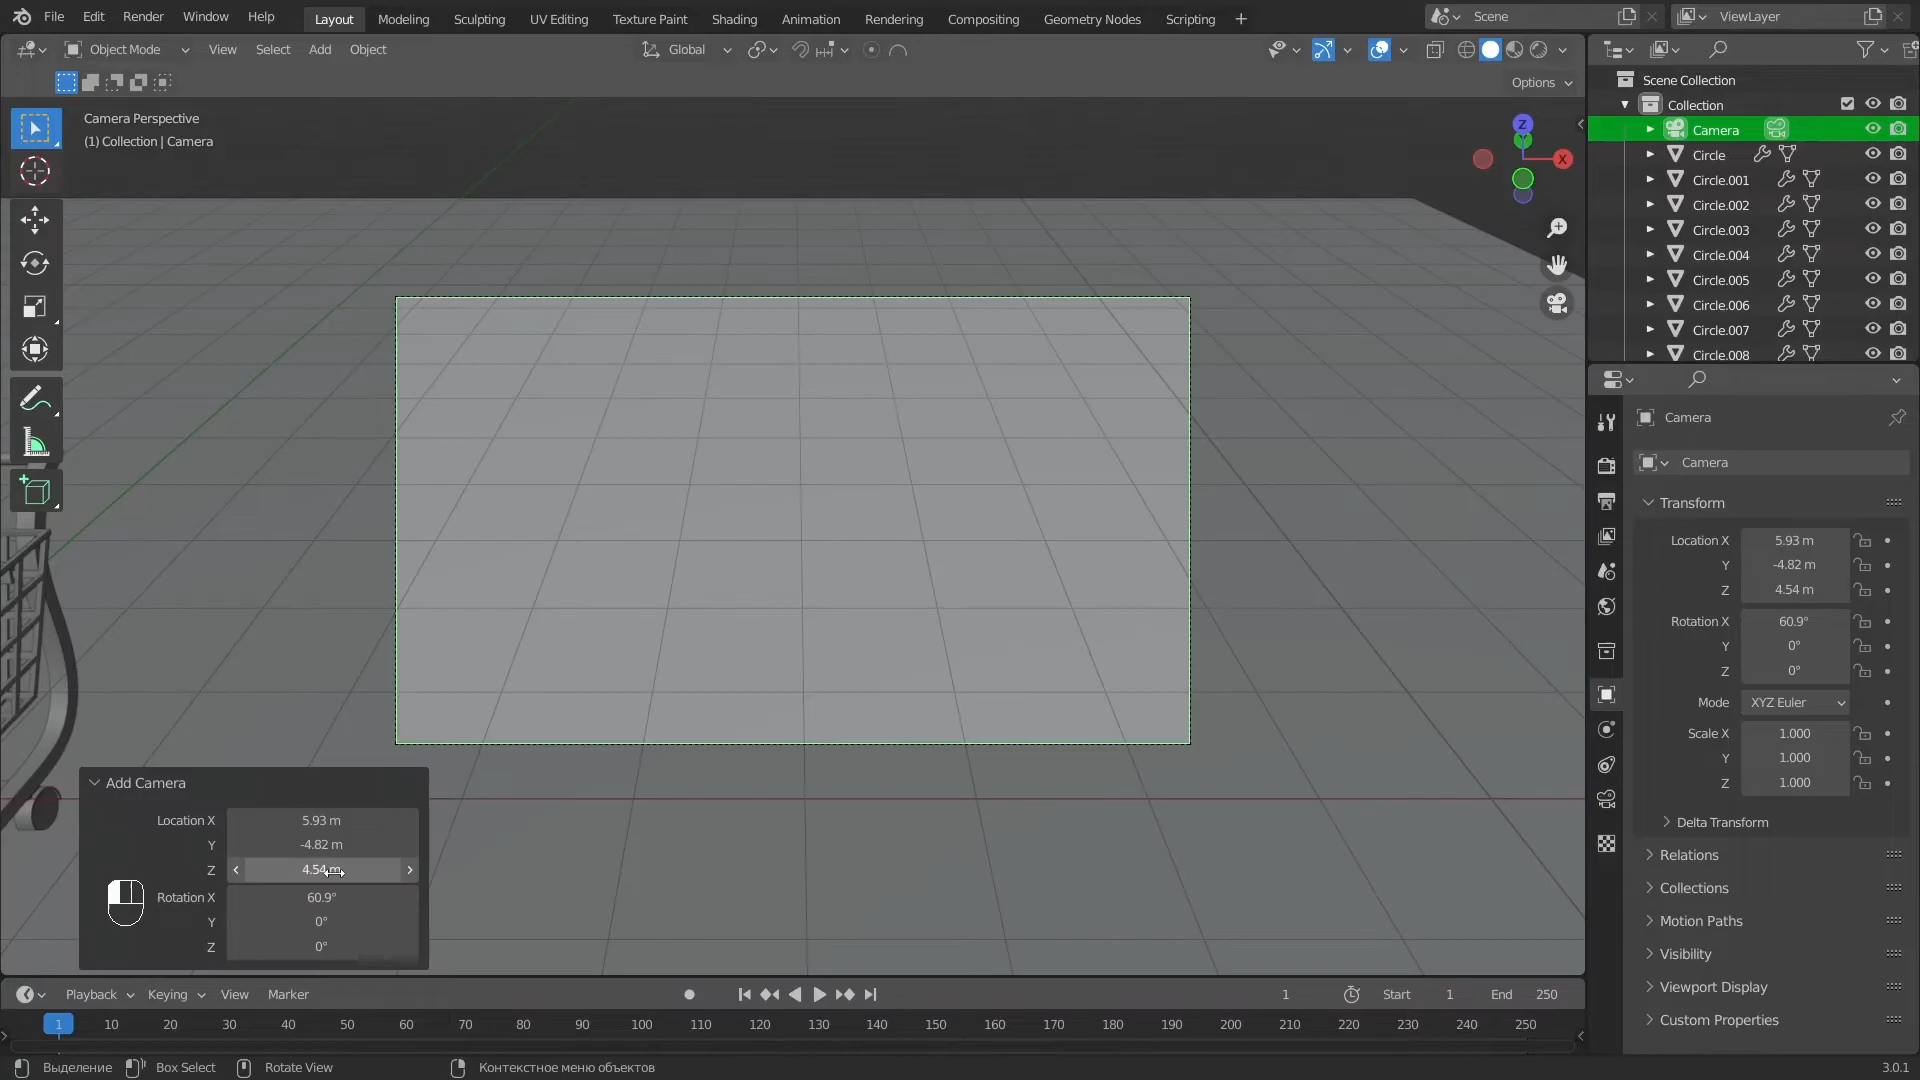 File Edit Render Window Help
Layout Modeling Sculpting UV Editing Texture Paint Shading Animation Rendering Compositing Geometry Nodes Scripting +
Scene
ViewLayer
Object Mode View Select Add Object
Global
Options
Camera Perspective
(1) Collection | Camera
Z
X
Scene Collection
Collection
Camera
Circle
Circle.001
Circle.002
Circle.003
Circle.004
Circle.005
Circle.006
Circle.007
Circle.008
Camera
Camera
Transform
Location X 5.93 m
Y -4.82 m
Z 4.54 m
Rotation X 60.9°
Y 0°
Z 0°
Mode XYZ Euler
Scale X 1.000
Y 1.000
Z 1.000
Delta Transform
Relations
Collections
Motion Paths
Visibility
Viewport Display
Custom Properties
Add Camera
Location X 5.93 m
Y -4.82 m
Z 4.54 m
Rotation X 60.9°
Y 0°
Z 0°
Playback Keying View Marker
1 Start 1 End 250
1 10 20 30 40 50 60 70 80 90 100 110 120 130 140 150 160 170 180 190 200 210 220 230 240 250
Выделение Box Select Rotate View Контекстное меню объектов
3.0.1